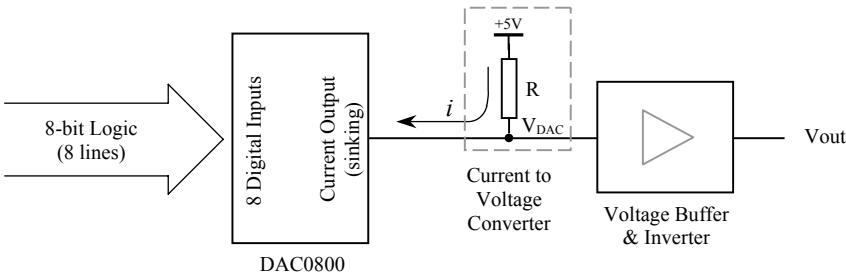 8-bit Logic
(8 lines)
8 Digital Inputs
Current Output
(sinking)
DAC0800
+5V
R
i
VDAC
Current to
Voltage
Converter
Voltage Buffer
& Inverter
Vout